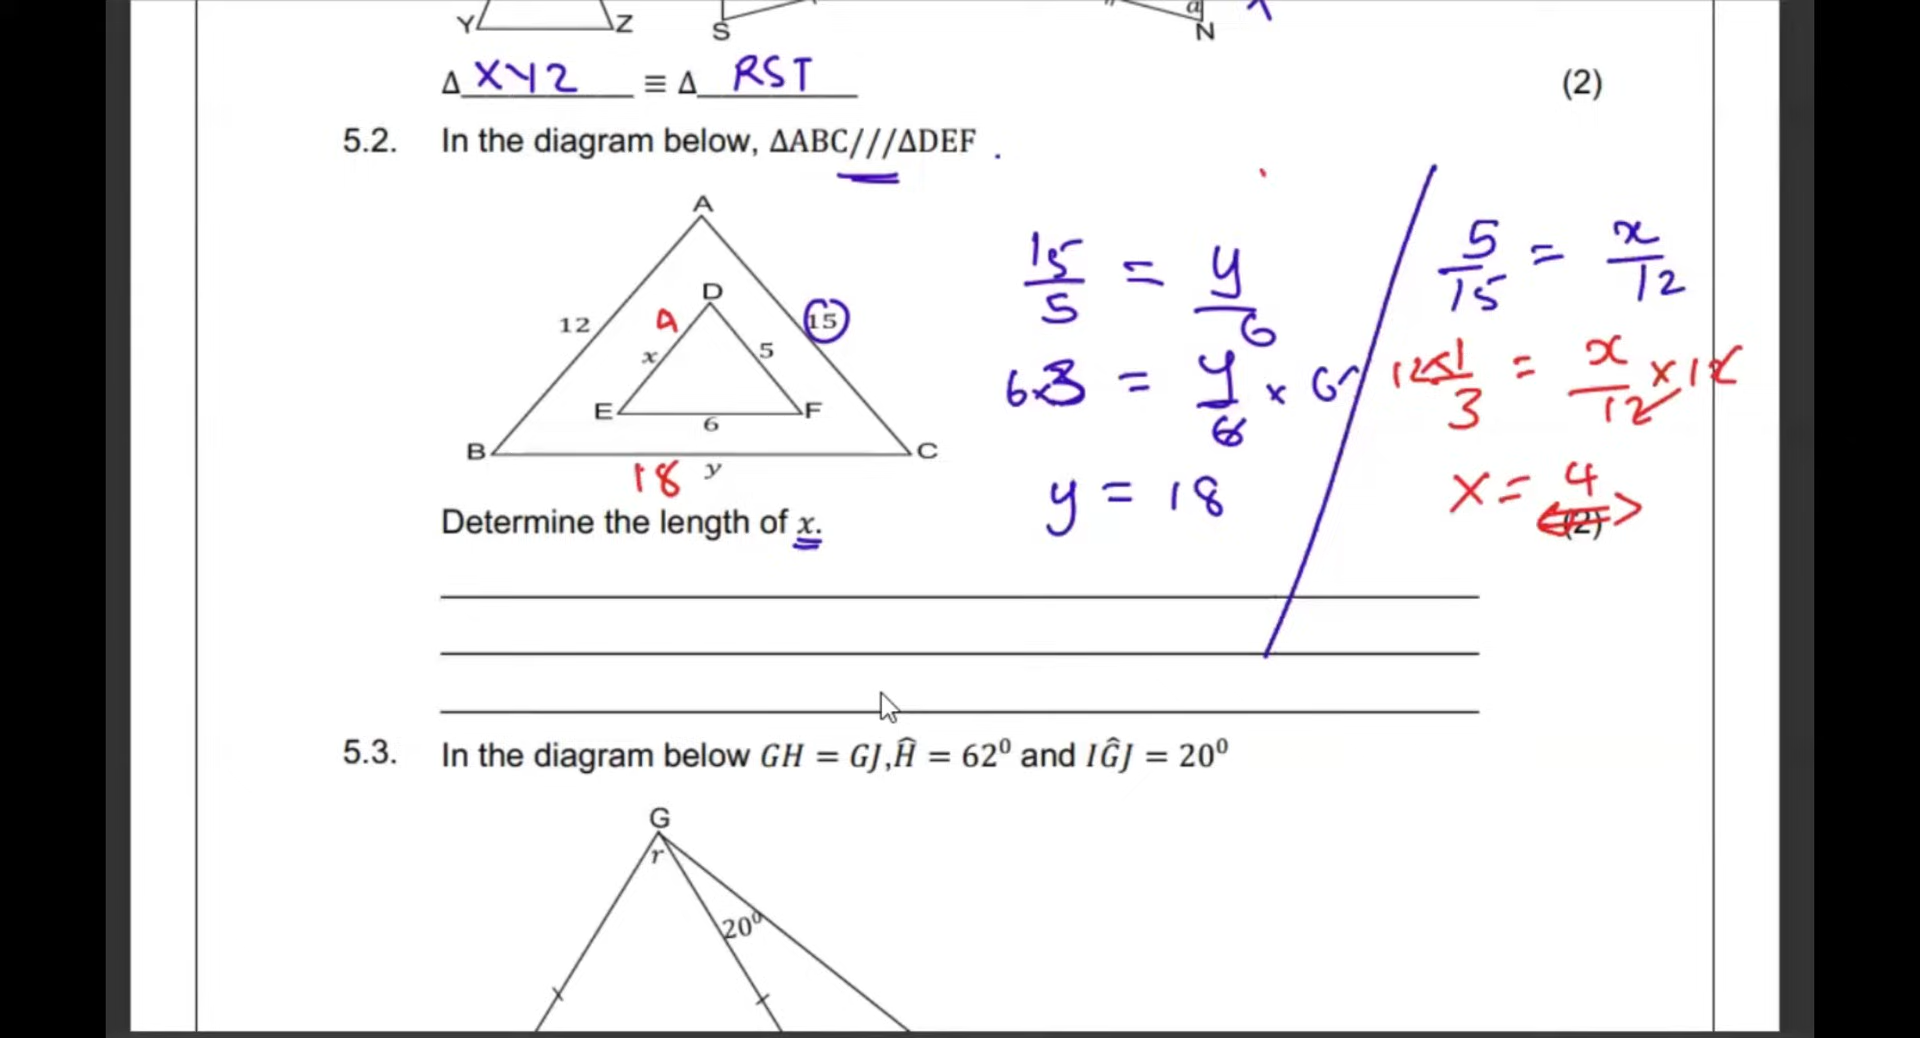 Y Z S a N
Δ XYZ ≡ Δ RST (2)
5.2. In the diagram below, ΔABC///ΔDEF .
A
D
12 4 x 5 15
E 6 F
B 18 y C
15/5 = y/6
6×3 = y/6 × 6
y = 18
5/15 = x/12
12×1/3 = x/12 × 12
x = 4
Determine the length of x. (2)
5.3. In the diagram below GH = GJ,Ĥ = 62⁰ and IĜJ = 20⁰
G
r
20⁰